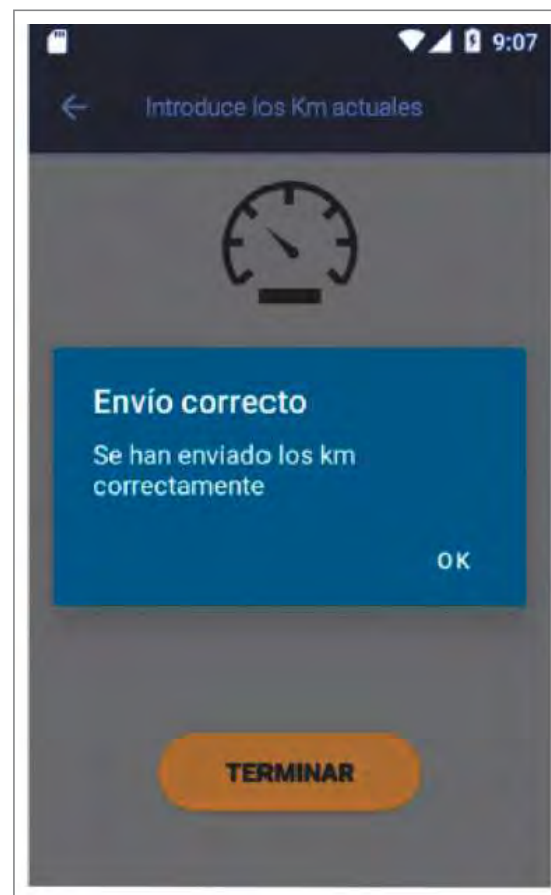 9:07
Introduce los Km actuales
Envío correcto
Se han enviado los km
correctamente
OK
TERMINAR